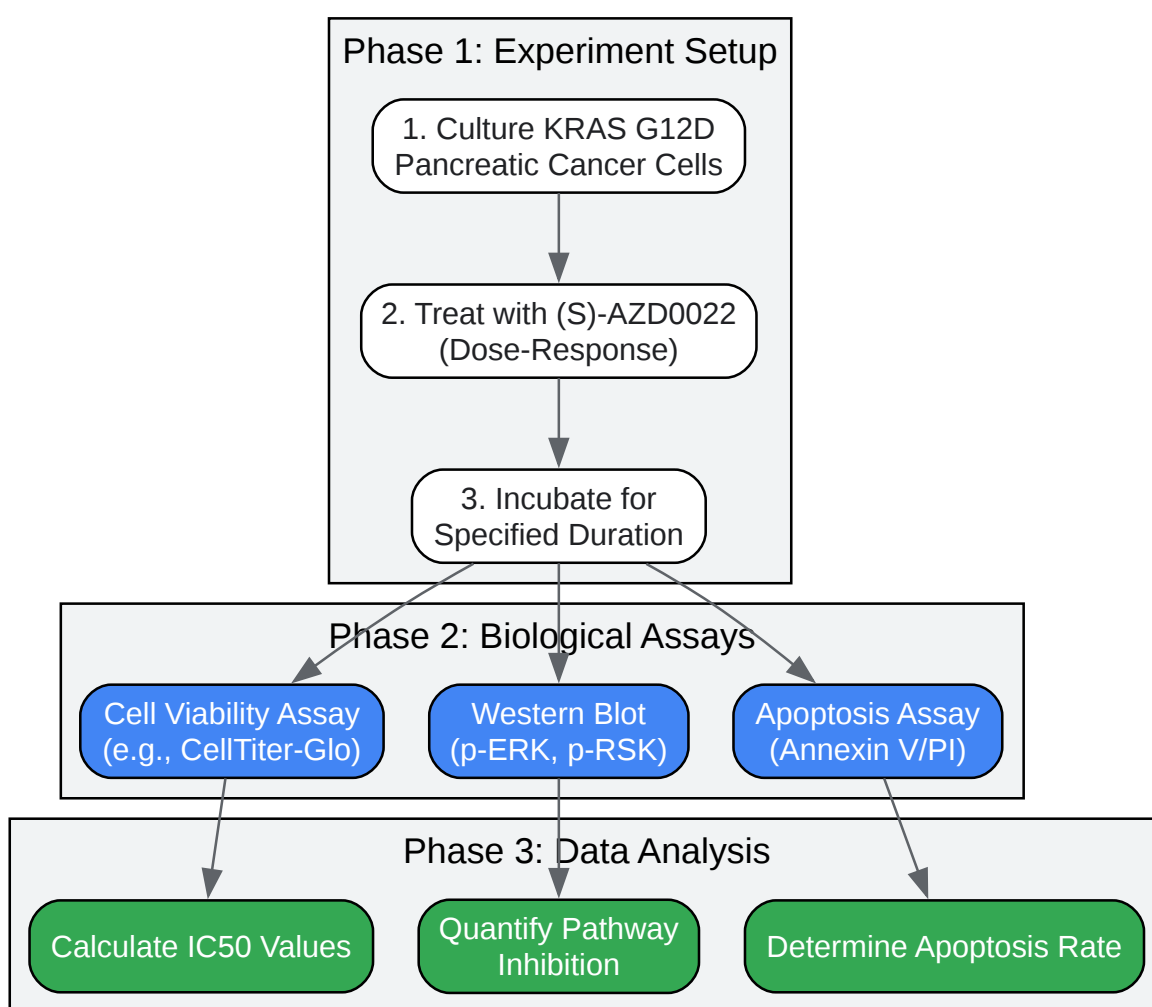 Phase 1: Experiment Setup
1. Culture KRAS G12D
Pancreatic Cancer Cells
2. Treat with (S)-AZD0022
(Dose-Response)
3. Incubate for
Specified Duration
Phase 2: Biological Assays
Cell Viability Assay
(e.g., CellTiter-Glo)
Western Blot
(p-ERK, p-RSK)
Apoptosis Assay
(Annexin V/PI)
Phase 3: Data Analysis
Calculate IC50 Values
Quantify Pathway
Inhibition
Determine Apoptosis Rate